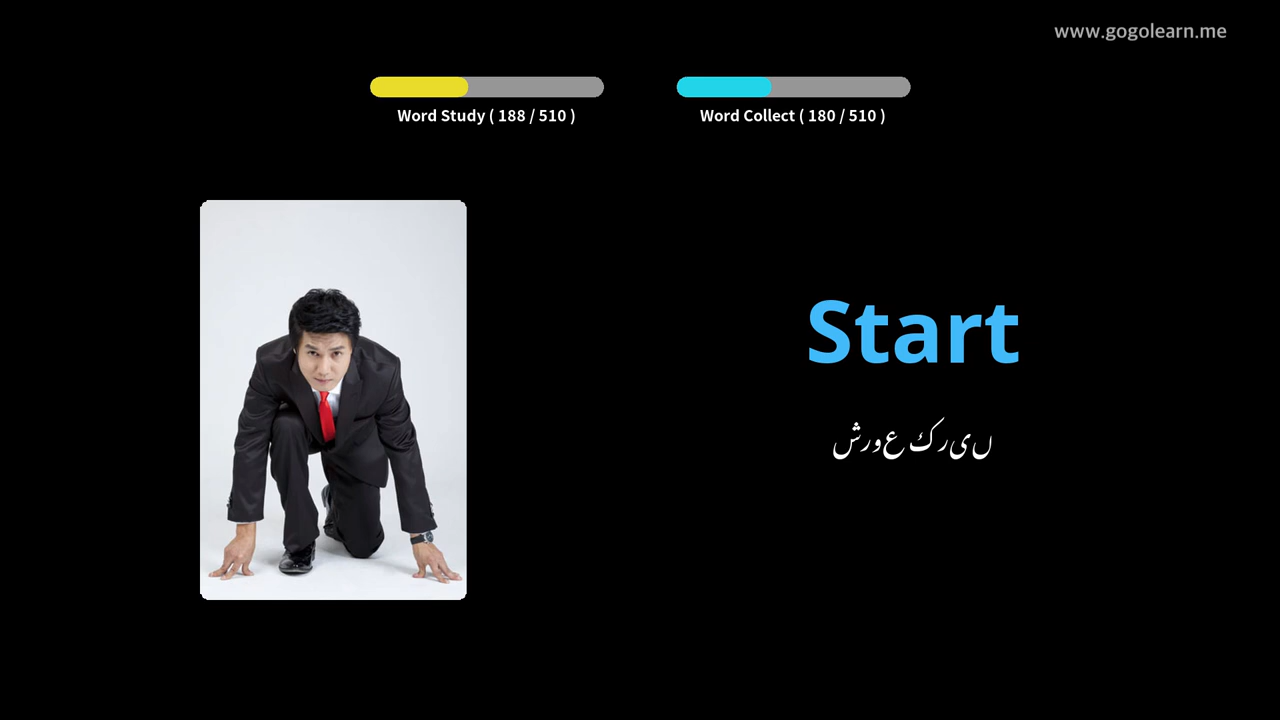 www.gogolearn.me
Word Study ( 188 / 510 )
Word Collect ( 180 / 510 )
Start
شروع کریں